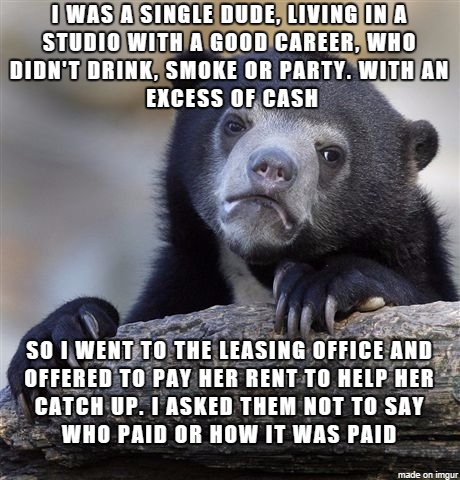 I WAS A SINGLE DUDE, LIVING IN A
STUDIO WITH A GOOD CAREER, WHO
DIDN'T DRINK, SMOKE OR PARTY. WITH AN
EXCESS OF CASH
SO I WENT TO THE LEASING OFFICE AND
OFFERED TO PAY HER RENT TO HELP HER
CATCH UP. I ASKED THEM NOT TO SAY
WHO PAID OR HOW IT WAS PAID
made on imgur